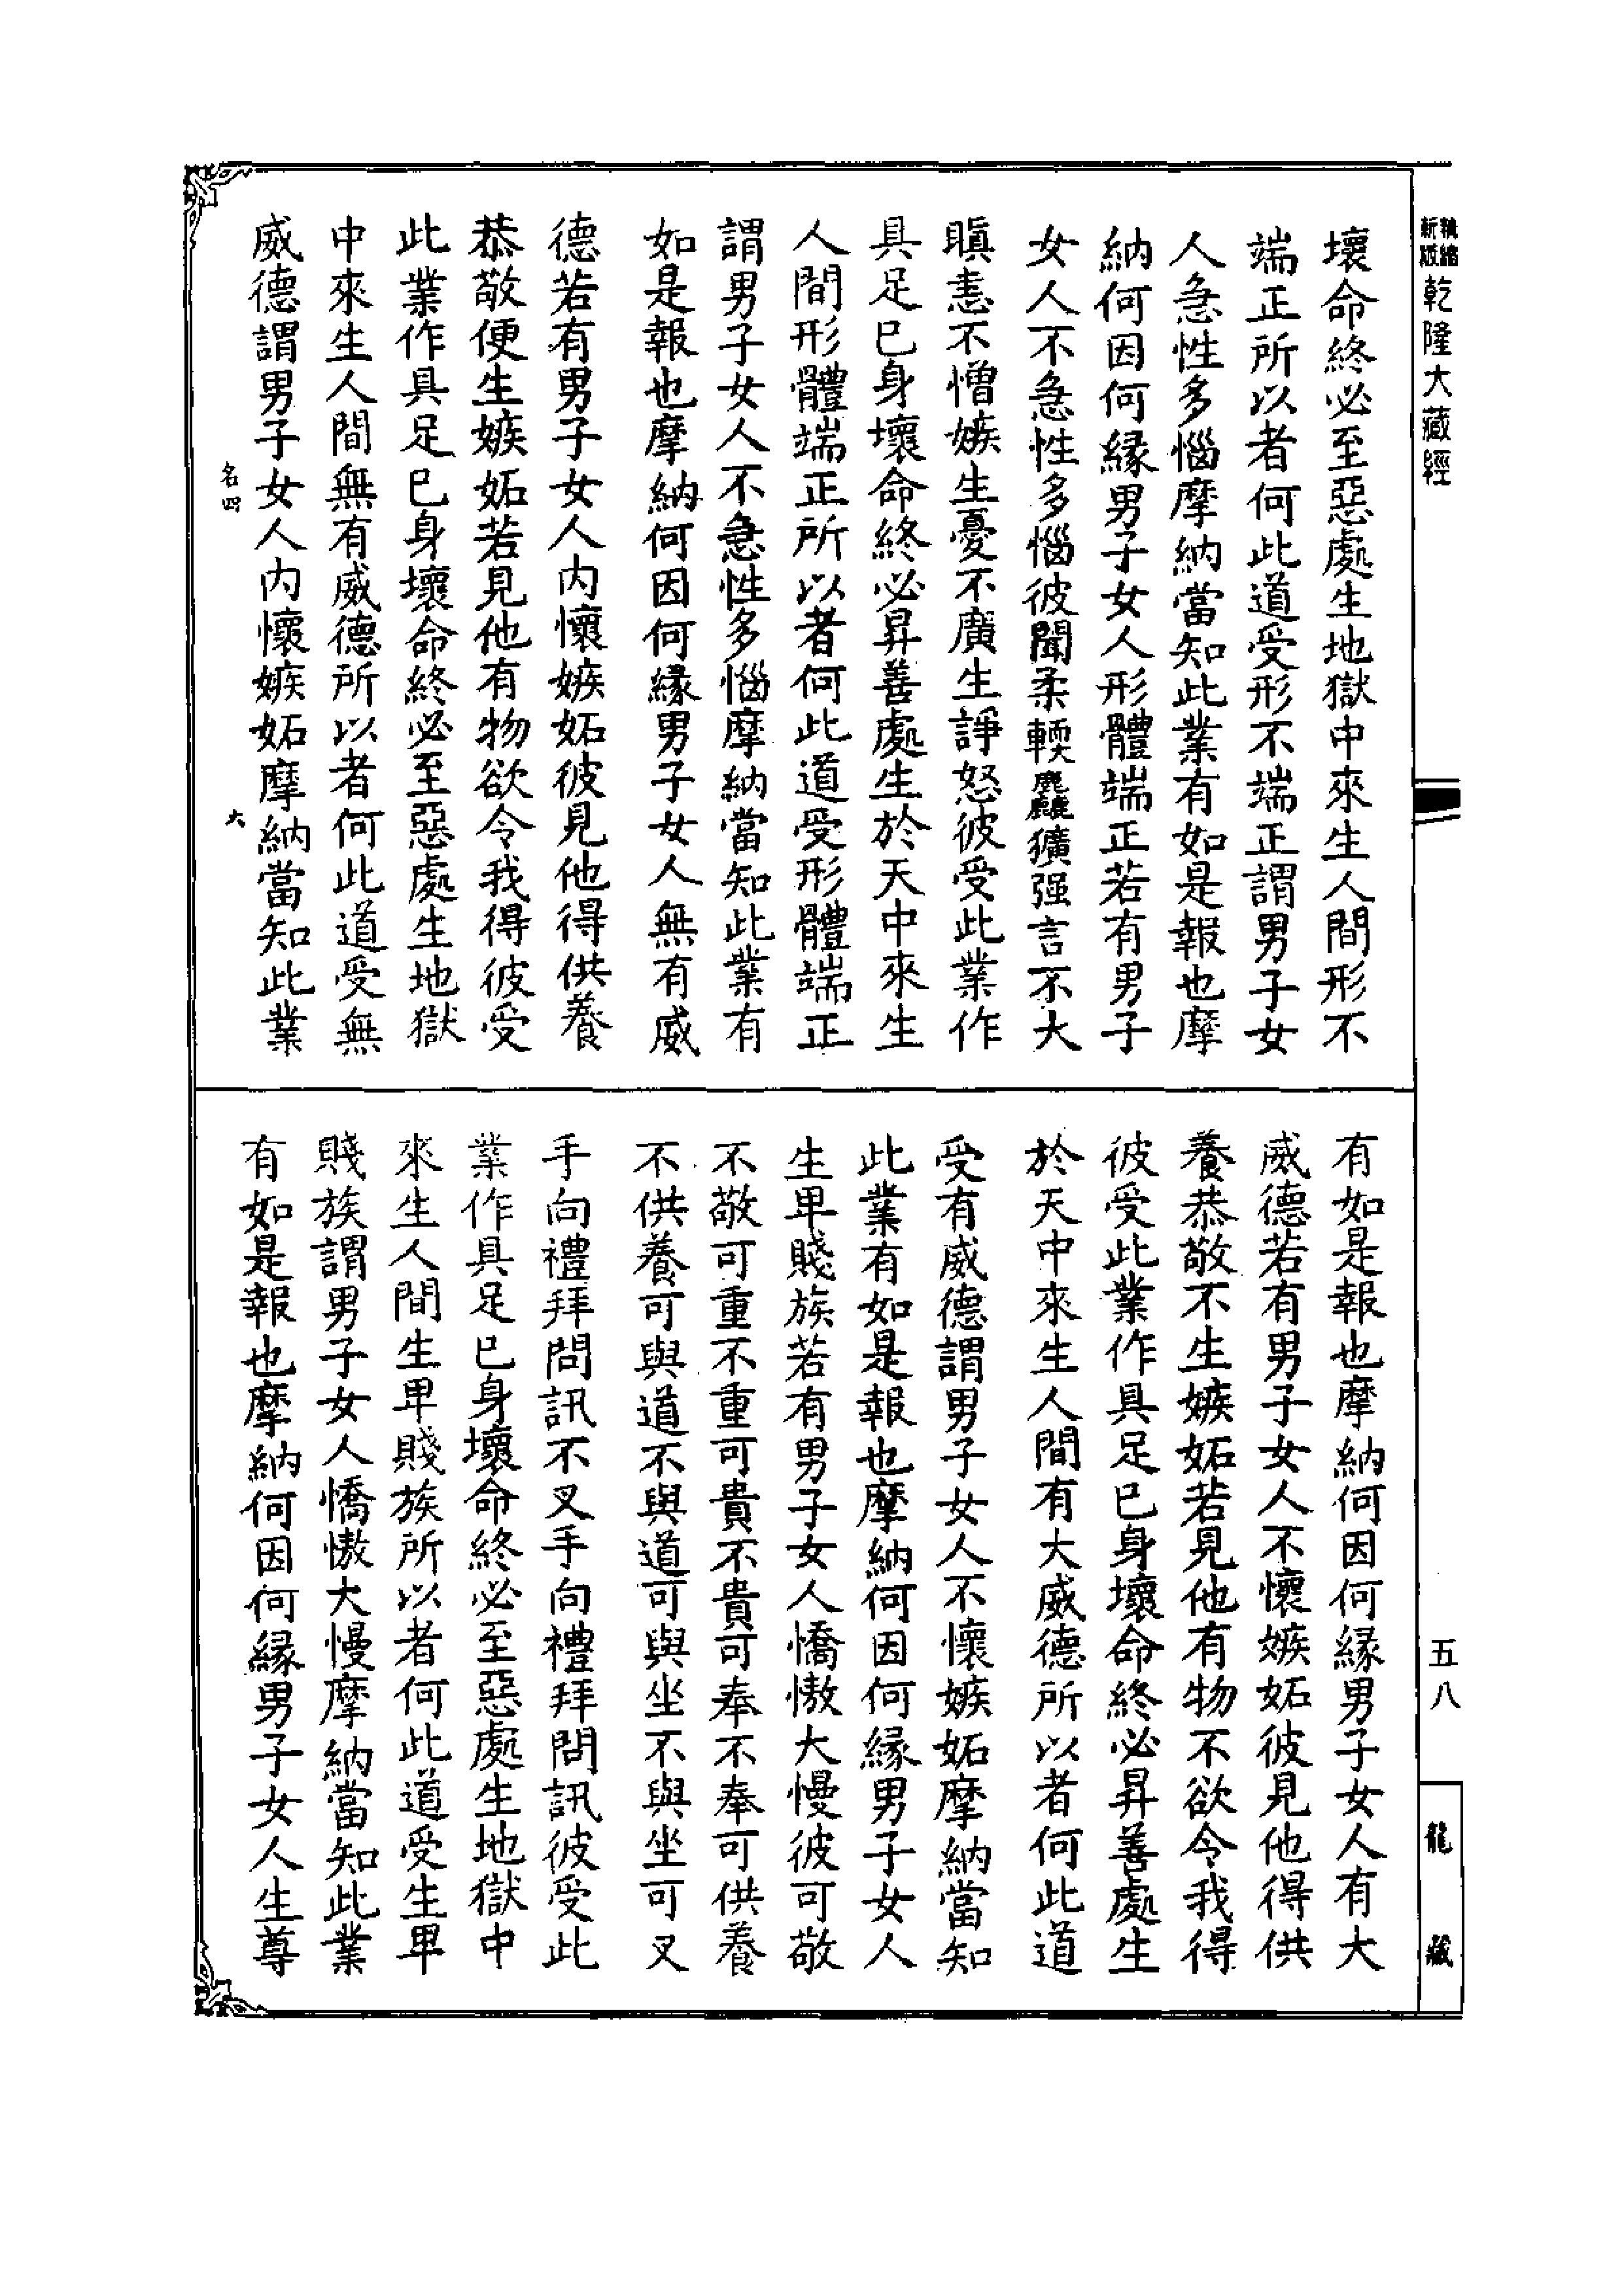 乾隆大藏經
壞命終必至惡處生地獄中來生人間形不
端正所以者何此道受形不端正謂男子女
人急性多惱摩納當知此業有如是報也摩
納何因何緣男子女人形體端正若有男子
女人不急性多惱彼聞柔輭麤獷强言不大
瞋恚不憎嫉生憂不廣生諍怒彼受此業作
具足已身壞命終必昇善處生於天中來生
人間形體端正所以者何此道受形體端正
謂男子女人不急性多惱摩納當知此業有
如是報也摩納何因何緣男子女人無有威
德若有男子女人內懷嫉妬彼見他得供養
恭敬便生嫉妬若見他有物欲令我得彼受
此業作具足已身壞命終必至惡處生地獄
中來生人間無有威德所以者何此道受無
威德謂男子女人內懷嫉妬摩納當知此業
名四
六
有如是報也摩納何因何緣男子女人有大
威德若有男子女人不懷嫉妬彼見他得供
養恭敬不生嫉妬若見他有物不欲令我得
彼受此業作具足已身壞命終必昇善處生
於天中來生人間有大威德所以者何此道
受有威德謂男子女人不懷嫉妬摩納當知
此業有如是報也摩納何因何緣男子女人
生卑賤族若有男子女人憍慠大慢彼可敬
不敬可重不重可貴不貴可奉不奉可供養
不供養可與道不與道可與坐不與坐可叉
手向禮拜問訊不叉手向禮拜問訊彼受此
業作具足已身壞命終必至惡處生地獄中
來生人間生卑賤族所以者何此道受生卑
賤族謂男子女人憍慠大慢摩納當知此業
有如是報也摩納何因何緣男子女人生尊
五八
龍藏